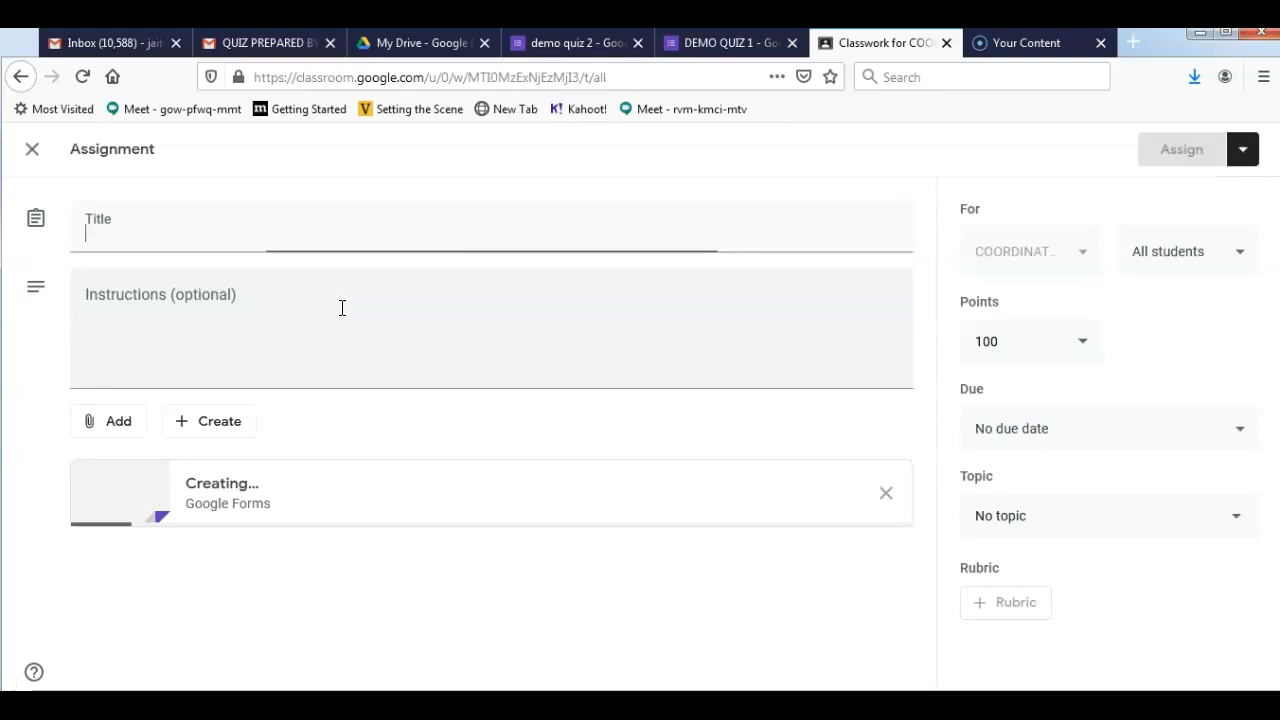 Inbox (10,588) - jait
QUIZ PREPARED BY
My Drive - Google
demo quiz 2 - Goo
DEMO QUIZ 1 - Go
Classwork for COO
Your Content
https://classroom.google.com/u/0/w/MTI0MzExNjEzMjI3/t/all
Search
Most Visited
Meet - gow-pfwq-mmt
Getting Started
Setting the Scene
New Tab
Kahoot!
Meet - rvm-kmci-mtv
Assignment
Assign
Title
Instructions (optional)
Add
Create
Creating...
Google Forms
For
COORDINAT...
All students
Points
100
Due
No due date
Topic
No topic
Rubric
Rubric